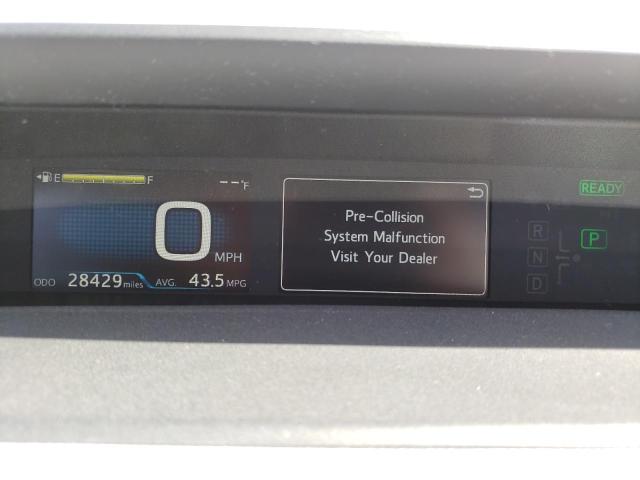 E F
--°F
0 MPH
ODO 28429 miles AVG. 43.5 MPG
Pre-Collision
System Malfunction
Visit Your Dealer
READY
R
P
N
D